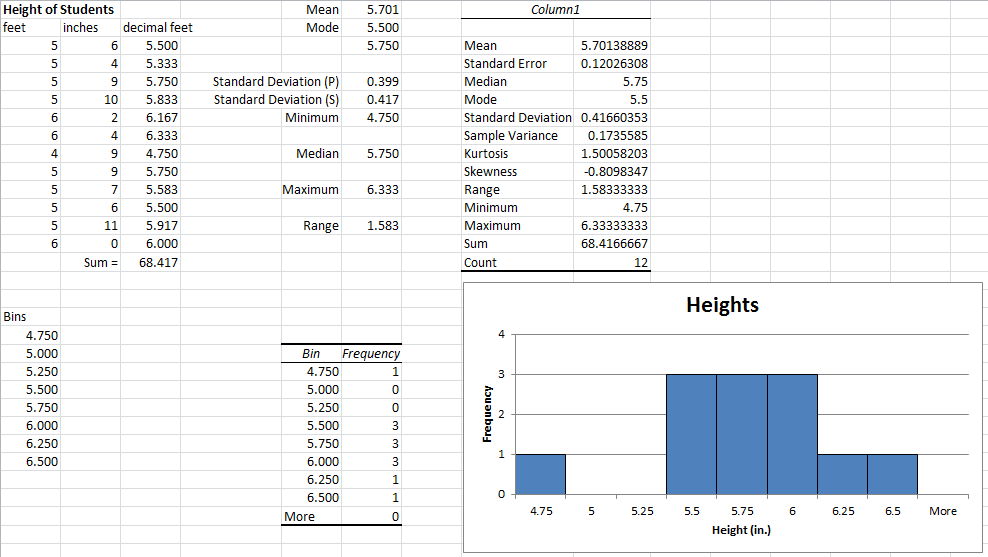 Height of Students Mean 5.701 Column1
feet inches decimal feet Mode 5.500
5 6 5.500 5.750 Mean 5.70138889
5 4 5.333 Standard Error 0.12026308
5 9 5.750 Standard Deviation (P) 0.399 Median 5.75
5 10 5.833 Standard Deviation (S) 0.417 Mode 5.5
6 2 6.167 Minimum 4.750 Standard Deviation 0.41660353
6 4 6.333 Sample Variance 0.1735585
4 9 4.750 Median 5.750 Kurtosis 1.50058203
5 9 5.750 Skewness -0.8098347
5 7 5.583 Maximum 6.333 Range 1.58333333
5 6 5.500 Minimum 4.75
5 11 5.917 Range 1.583 Maximum 6.33333333
6 0 6.000 Sum 68.4166667
Sum = 68.417 Count 12
Bins
4.750
5.000
5.250
5.500
5.750
6.000
6.250
6.500
Bin Frequency
4.750 1
5.000 0
5.250 0
5.500 3
5.750 3
6.000 3
6.250 1
6.500 1
More 0
Heights
Frequency
4
3
2
1
0
4.75 5 5.25 5.5 5.75 6 6.25 6.5 More
Height (in.)